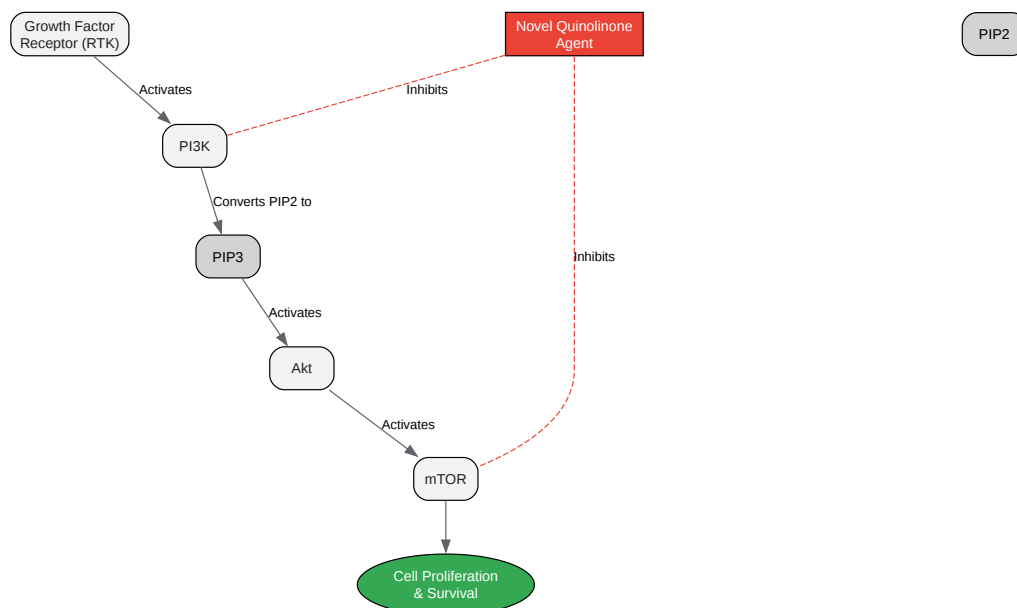 Growth Factor
Receptor (RTK)
Novel Quinolinone
Agent
PIP2
Activates
Inhibits
PI3K
Converts PIP2 to
PIP3
Inhibits
Activates
Akt
Activates
mTOR
Cell Proliferation
& Survival